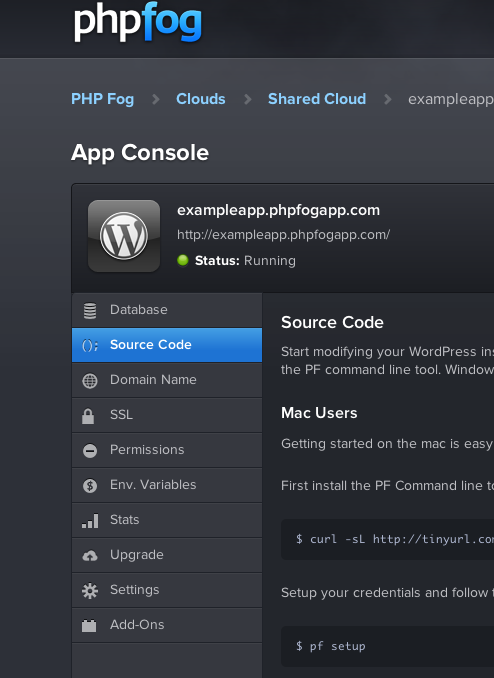 phpfog
PHP Fog > Clouds > Shared Cloud > exampleapp
App Console
exampleapp.phpfogapp.com
http://exampleapp.phpfogapp.com/
Status: Running
Database
Source Code
Domain Name
SSL
Permissions
Env. Variables
Stats
Upgrade
Settings
Add-Ons
Source Code
Start modifying your WordPress ins
the PF command line tool. Window
Mac Users
Getting started on the mac is easy
First install the PF Command line to
$ curl -sL http://tinyurl.co
Setup your credentials and follow t
$ pf setup